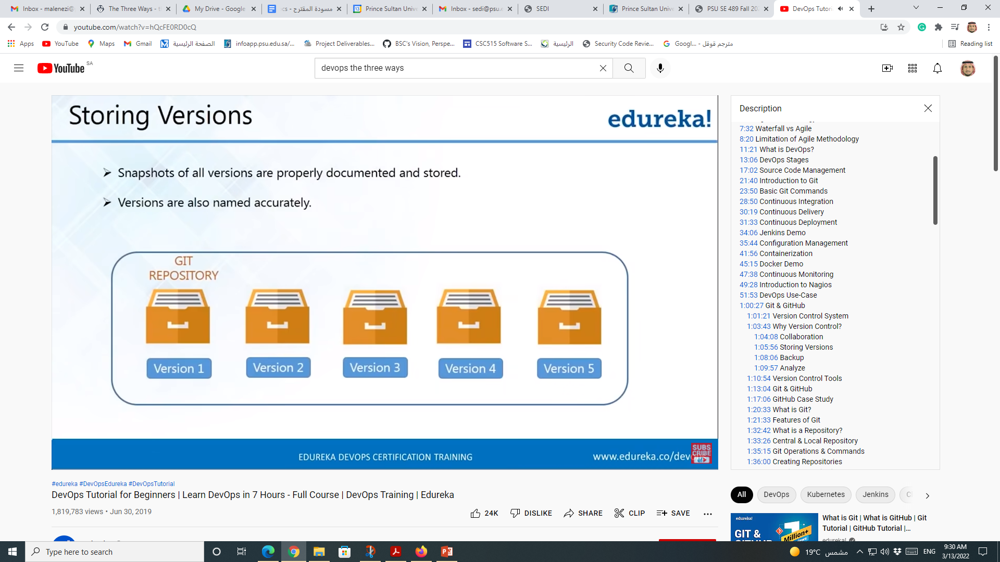 Inbox - malenezi@
The Three Ways - t
My Drive - Google
مسودة المقترح - ocs
Prince Sultan Unive
Inbox - sedi@psu.e
SEDI
Prince Sultan Unive
PSU SE 489 Fall 20
DevOps Tutori
youtube.com/watch?v=hQcFE0RD0cQ
Apps
YouTube
Maps
Gmail
الصفحة الرئيسية
infoapp.psu.edu.sa/...
Project Deliverables...
BSC's Vision, Perspe...
CSC515 Software S...
الرئيسية
Security Code Revie...
Googl... - مترجم قوقل
Reading list
YouTube SA
devops the three ways
Storing Versions
edureka!
Snapshots of all versions are properly documented and stored.
Versions are also named accurately.
GIT
REPOSITORY
Version 1
Version 2
Version 3
Version 4
Version 5
EDUREKA DEVOPS CERTIFICATION TRAINING
www.edureka.co/dev
SUBS
CRIBE
Description
7:32 Waterfall vs Agile
8:20 Limitation of Agile Methodology
11:21 What is DevOps?
13:06 DevOps Stages
17:02 Source Code Management
21:40 Introduction to Git
23:50 Basic Git Commands
28:50 Continuous Integration
30:19 Continuous Delivery
31:33 Continuous Deployment
34:06 Jenkins Demo
35:44 Configuration Management
41:56 Containerization
45:15 Docker Demo
47:38 Continuous Monitoring
49:28 Introduction to Nagios
51:53 DevOps Use-Case
1:00:27 Git & GitHub
1:01:21 Version Control System
1:03:43 Why Version Control?
1:04:08 Collaboration
1:05:56 Storing Versions
1:08:06 Backup
1:09:57 Analyze
1:10:54 Version Control Tools
1:13:04 Git & GitHub
1:17:06 GitHub Case Study
1:20:33 What is Git?
1:21:33 Features of Git
1:32:42 What is a Repository?
1:33:26 Central & Local Repository
1:35:15 Git Operations & Commands
1:36:00 Creating Repositories
#edureka #DevOpsEdureka #DevOpsTutorial
DevOps Tutorial for Beginners | Learn DevOps in 7 Hours - Full Course | DevOps Training | Edureka
1,819,783 views • Jun 30, 2019
24K
DISLIKE
SHARE
CLIP
SAVE
All
DevOps
Kubernetes
Jenkins
edureka!
GIT &
Million+
What is Git | What is GitHub | Git
Tutorial | GitHub Tutorial |...
edureka!
Type here to search
19°C مشمس
ENG
9:30 AM
3/13/2022